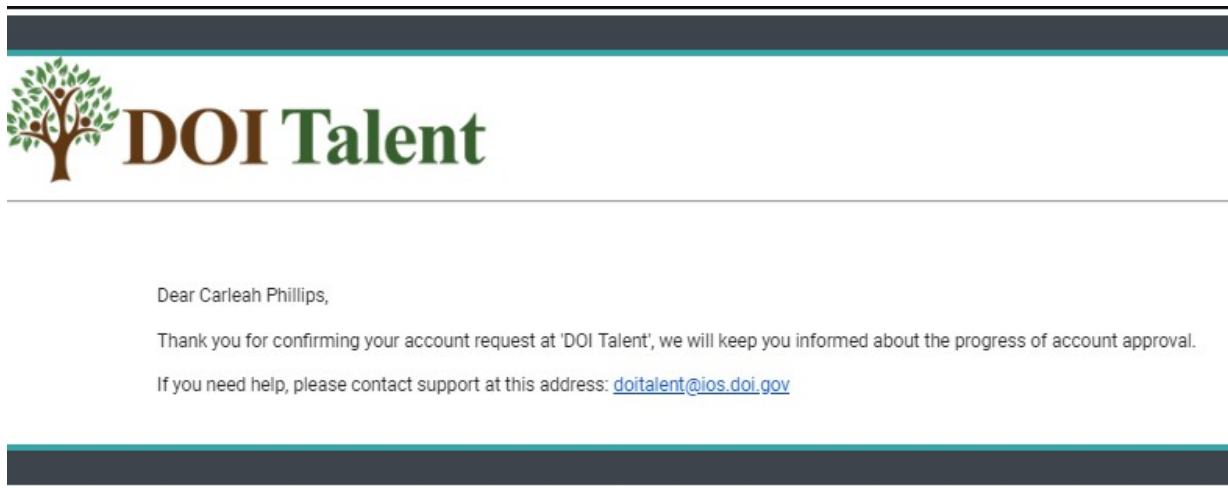 DOI Talent
Dear Carleah Phillips,
Thank you for confirming your account request at 'DOI Talent', we will keep you informed about the progress of account approval.
If you need help, please contact support at this address: doitalent@ios.doi.gov